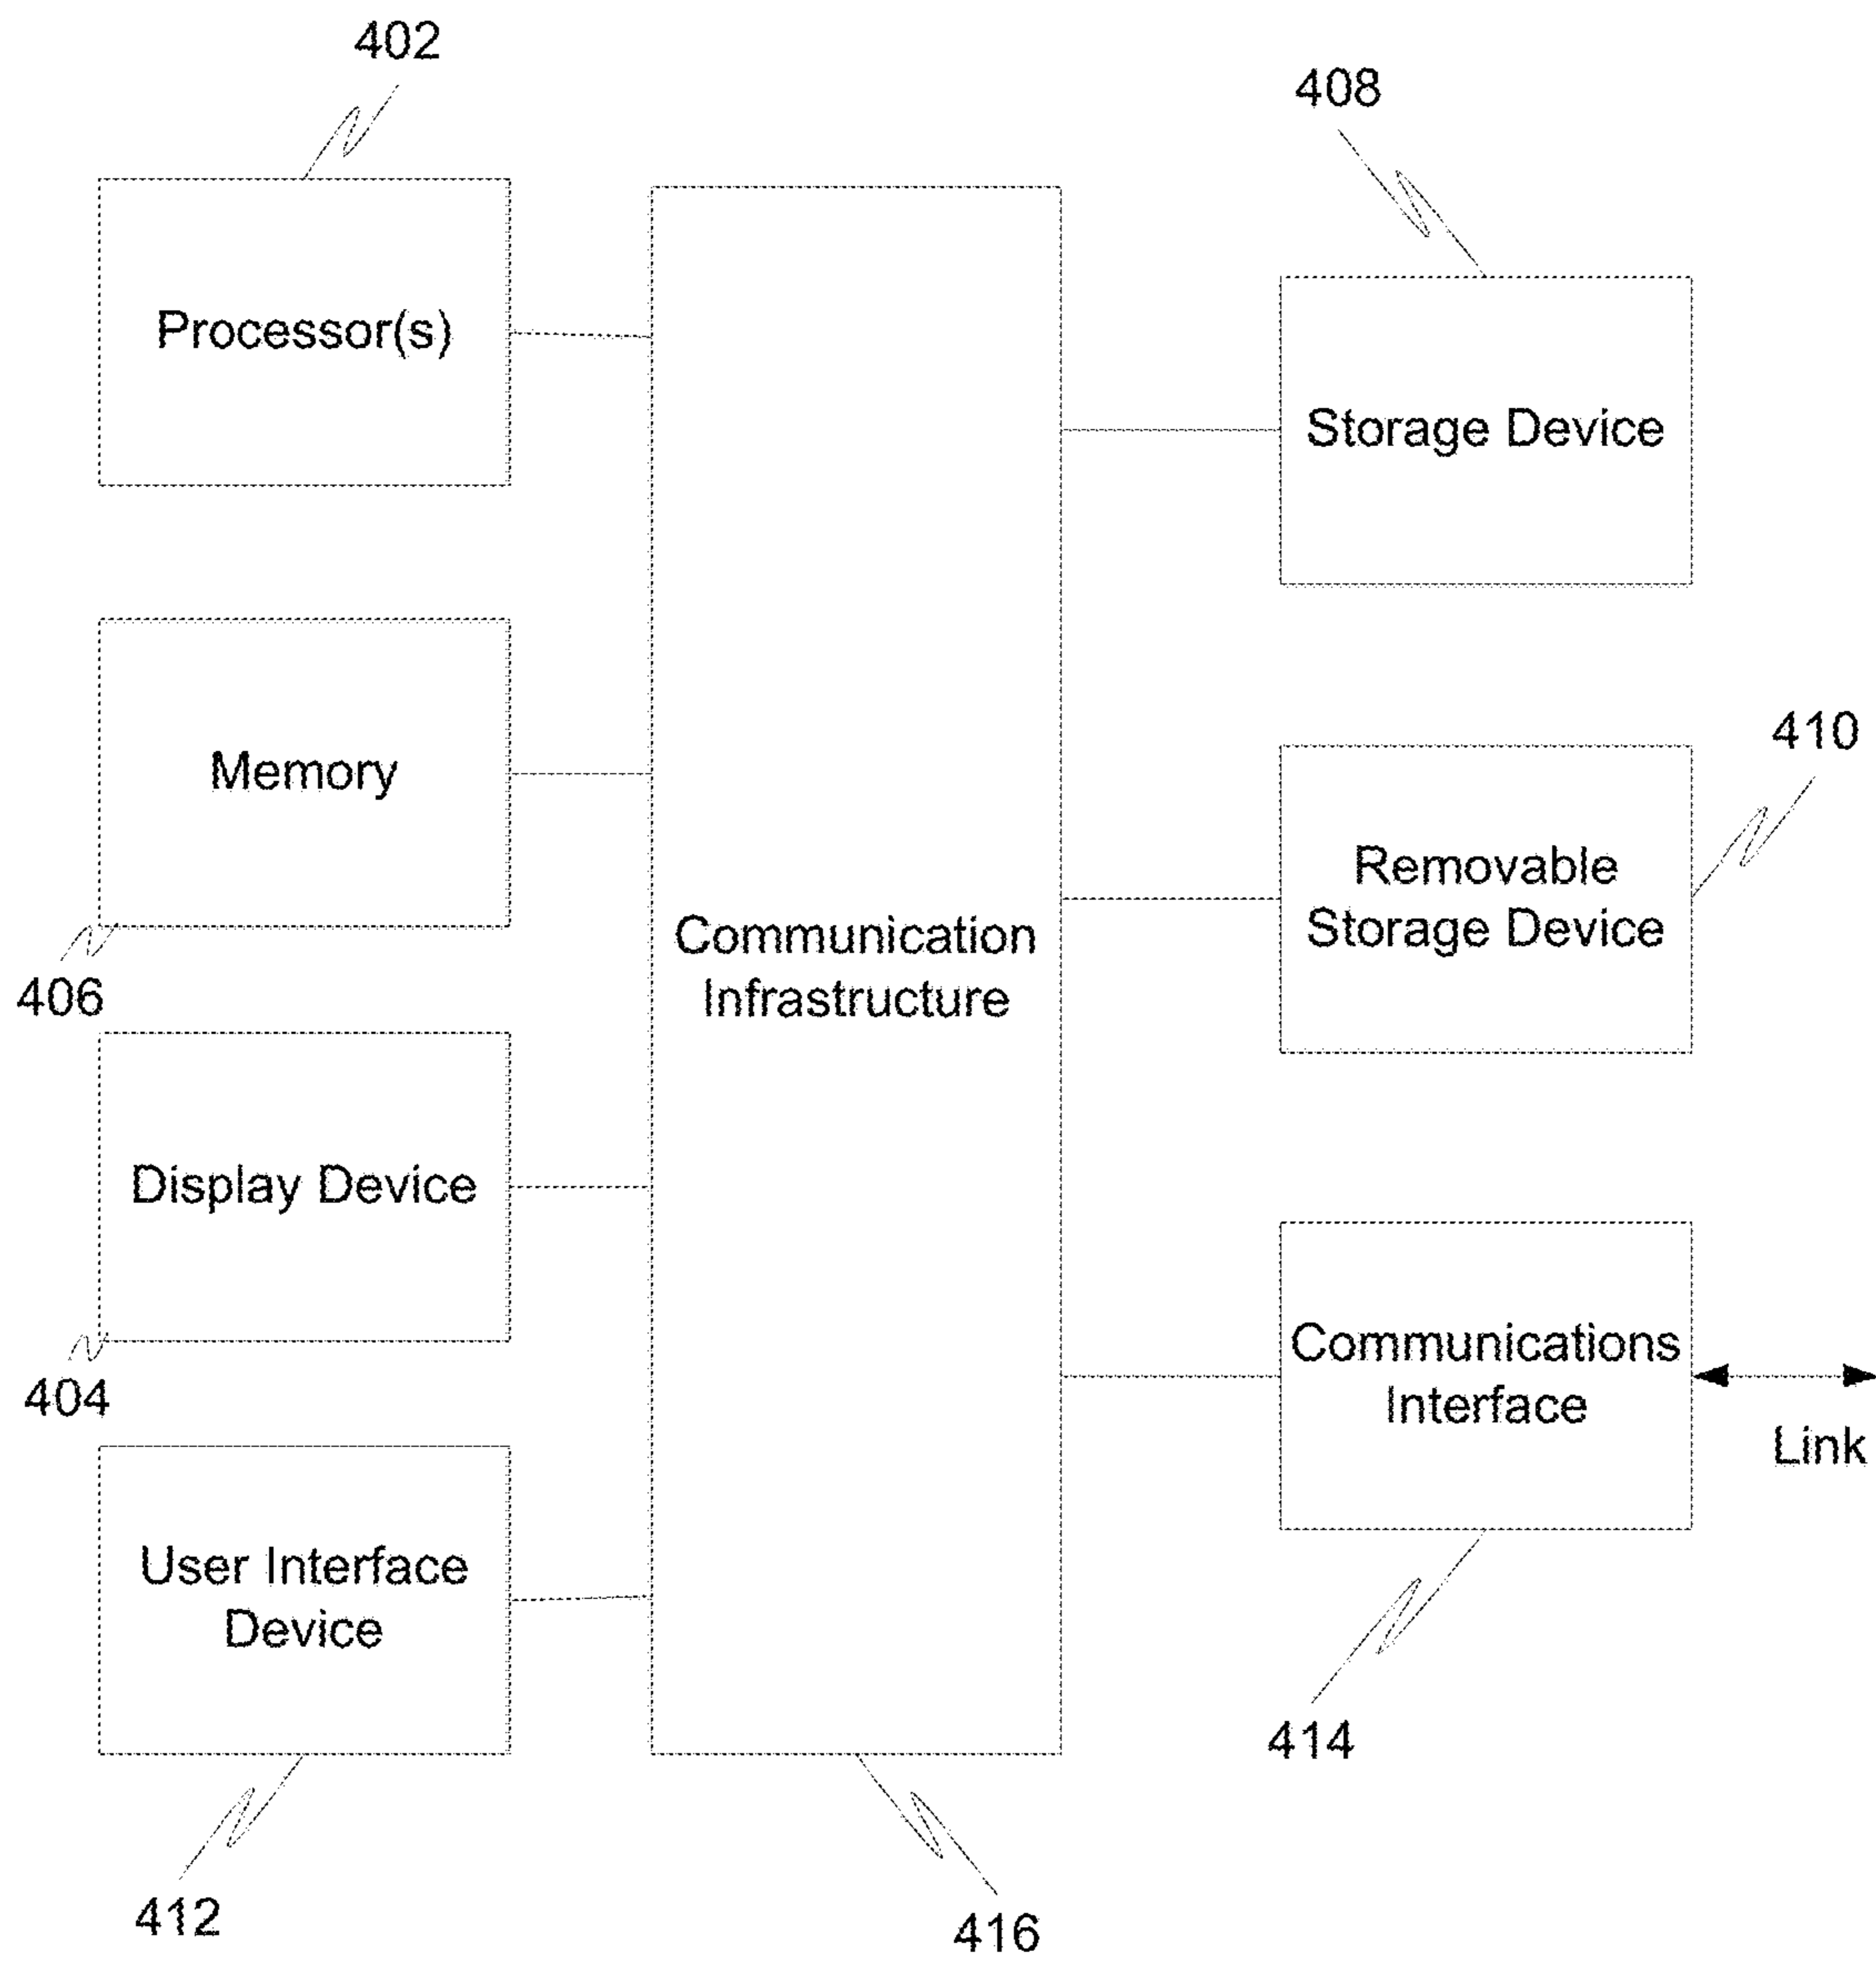 402
408
Processor(s)
Storage Device
Memory
410
Removable
Storage Device
Communication
Infrastructure
406
Display Device
Communications
Interface
404
Link
User Interface
Device
414
412
416